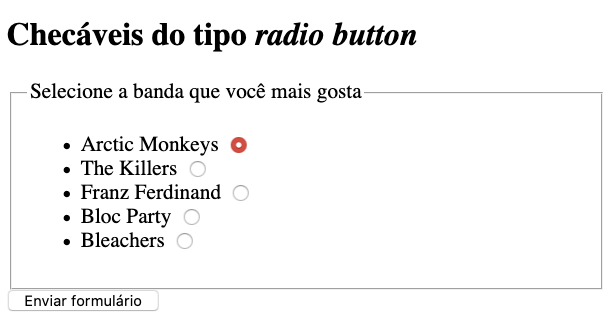 Checáveis do tipo radio button
Selecione a banda que você mais gosta
Arctic Monkeys
The Killers
Franz Ferdinand
Bloc Party
Bleachers
Enviar formulário